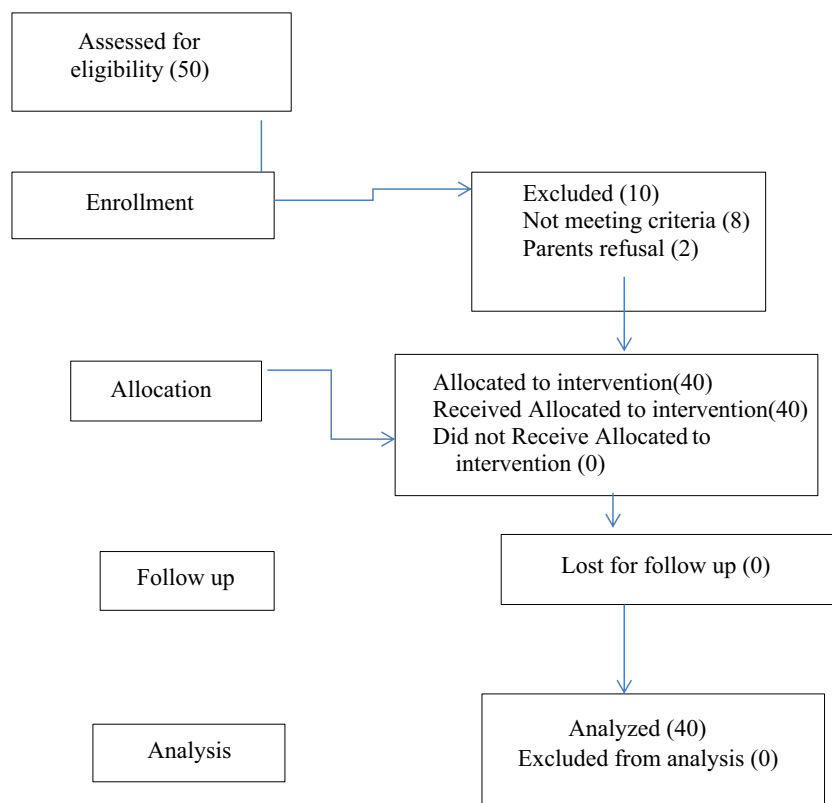 Assessed for
eligibility (50)
Enrollment
Excluded (10)
Not meeting criteria (8)
Parents refusal (2)
Allocation
Allocated to intervention(40)
Received Allocated to intervention(40)
Did not Receive Allocated to
intervention (0)
Follow up
Lost for follow up (0)
Analysis
Analyzed (40)
Excluded from analysis (0)